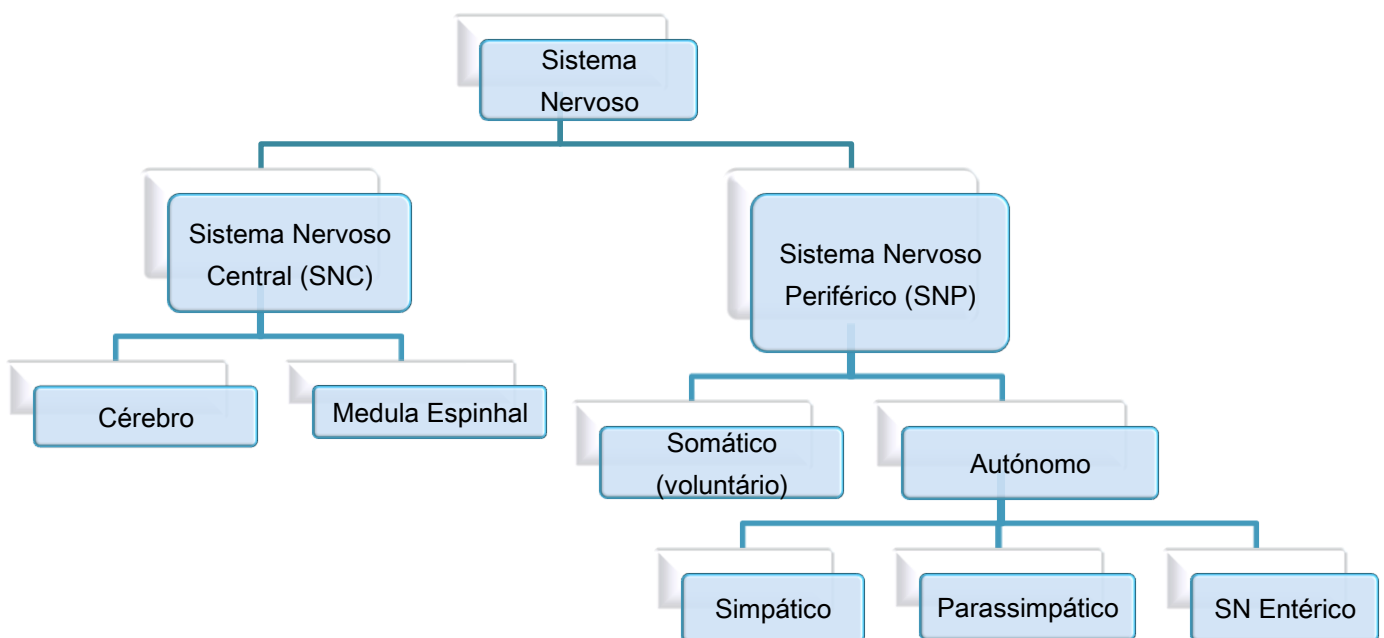 Sistema
Nervoso
Sistema Nervoso
Central (SNC)
Sistema Nervoso
Periférico (SNP)
Cérebro
Medula Espinhal
Somático
(voluntário)
Autónomo
Simpático
Parassimpático
SN Entérico